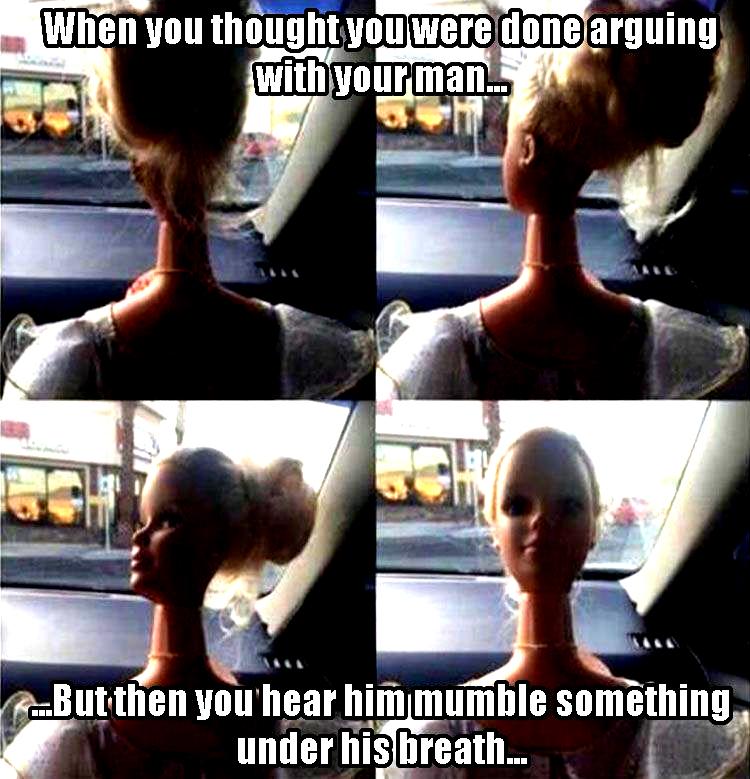 When you thought you were done arguing
with your man...
...But then you hear him mumble something
under his breath...